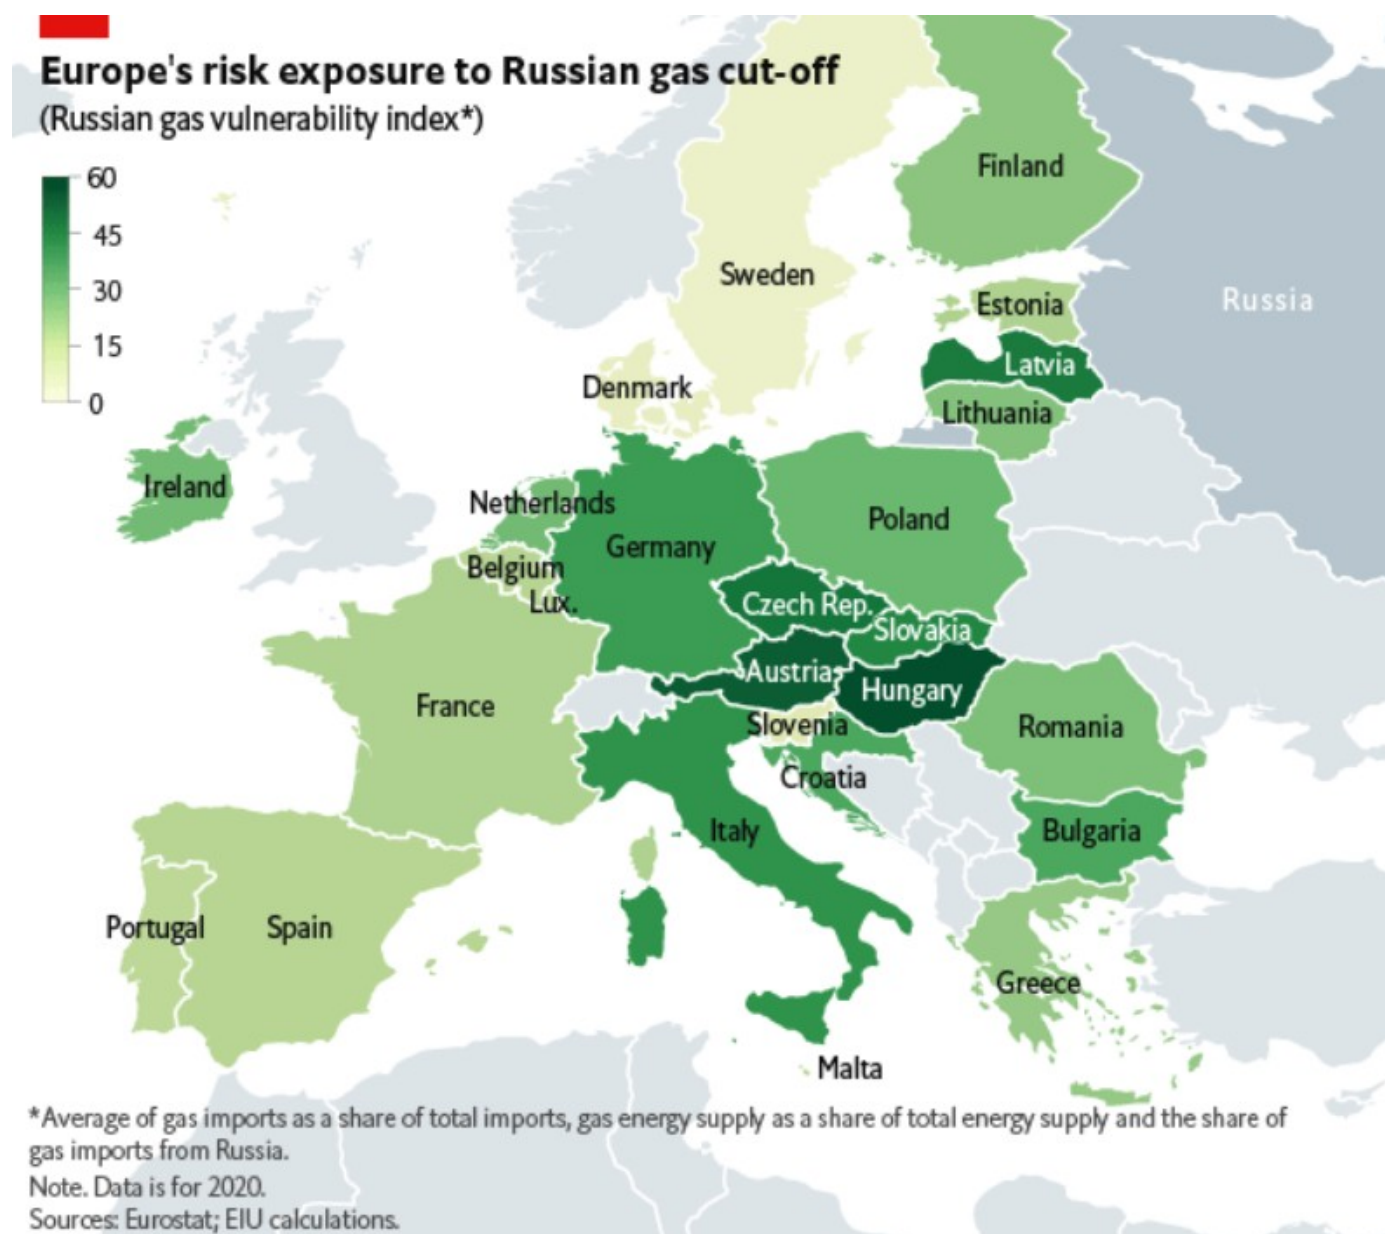 Europe's risk exposure to Russian gas cut-off
(Russian gas vulnerability index*)
60
45
30
15
0
Finland
Sweden
Estonia
Russia
Latvia
Denmark
Lithuania
Ireland
Netherlands
Poland
Germany
Belgium
Lux.
Czech Rep.
Slovakia
Austria
Hungary
France
Slovenia
Romania
Croatia
Italy
Bulgaria
Portugal
Spain
Greece
Malta
*Average of gas imports as a share of total imports, gas energy supply as a share of total energy supply and the share of
gas imports from Russia.
Note. Data is for 2020.
Sources: Eurostat; EIU calculations.